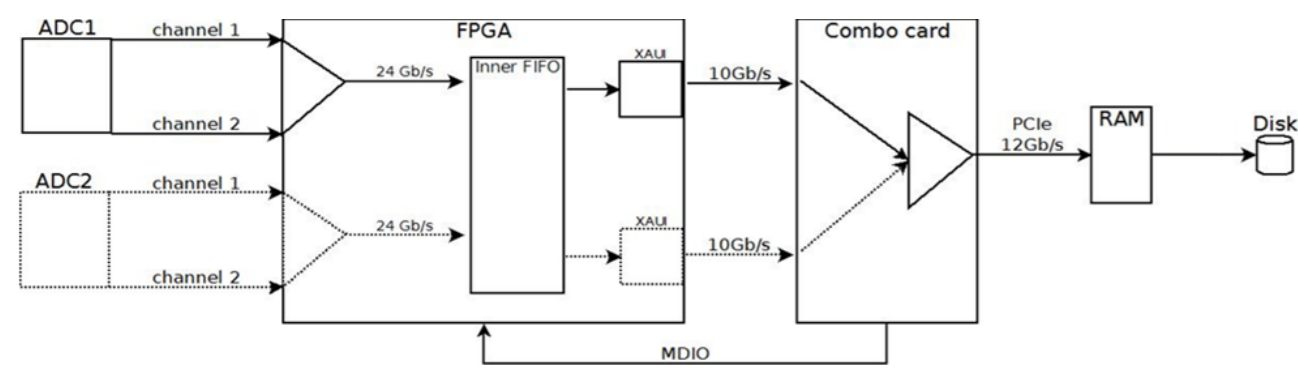 ADC1
channel 1
channel 2
ADC2
channel 1
channel 2
FPGA
24 Gb/s
24 Gb/s
Inner FIFO
XAUI
XAUI
10Gb/s
10Gb/s
Combo card
PCIe
12Gb/s
RAM
Disk
MDIO